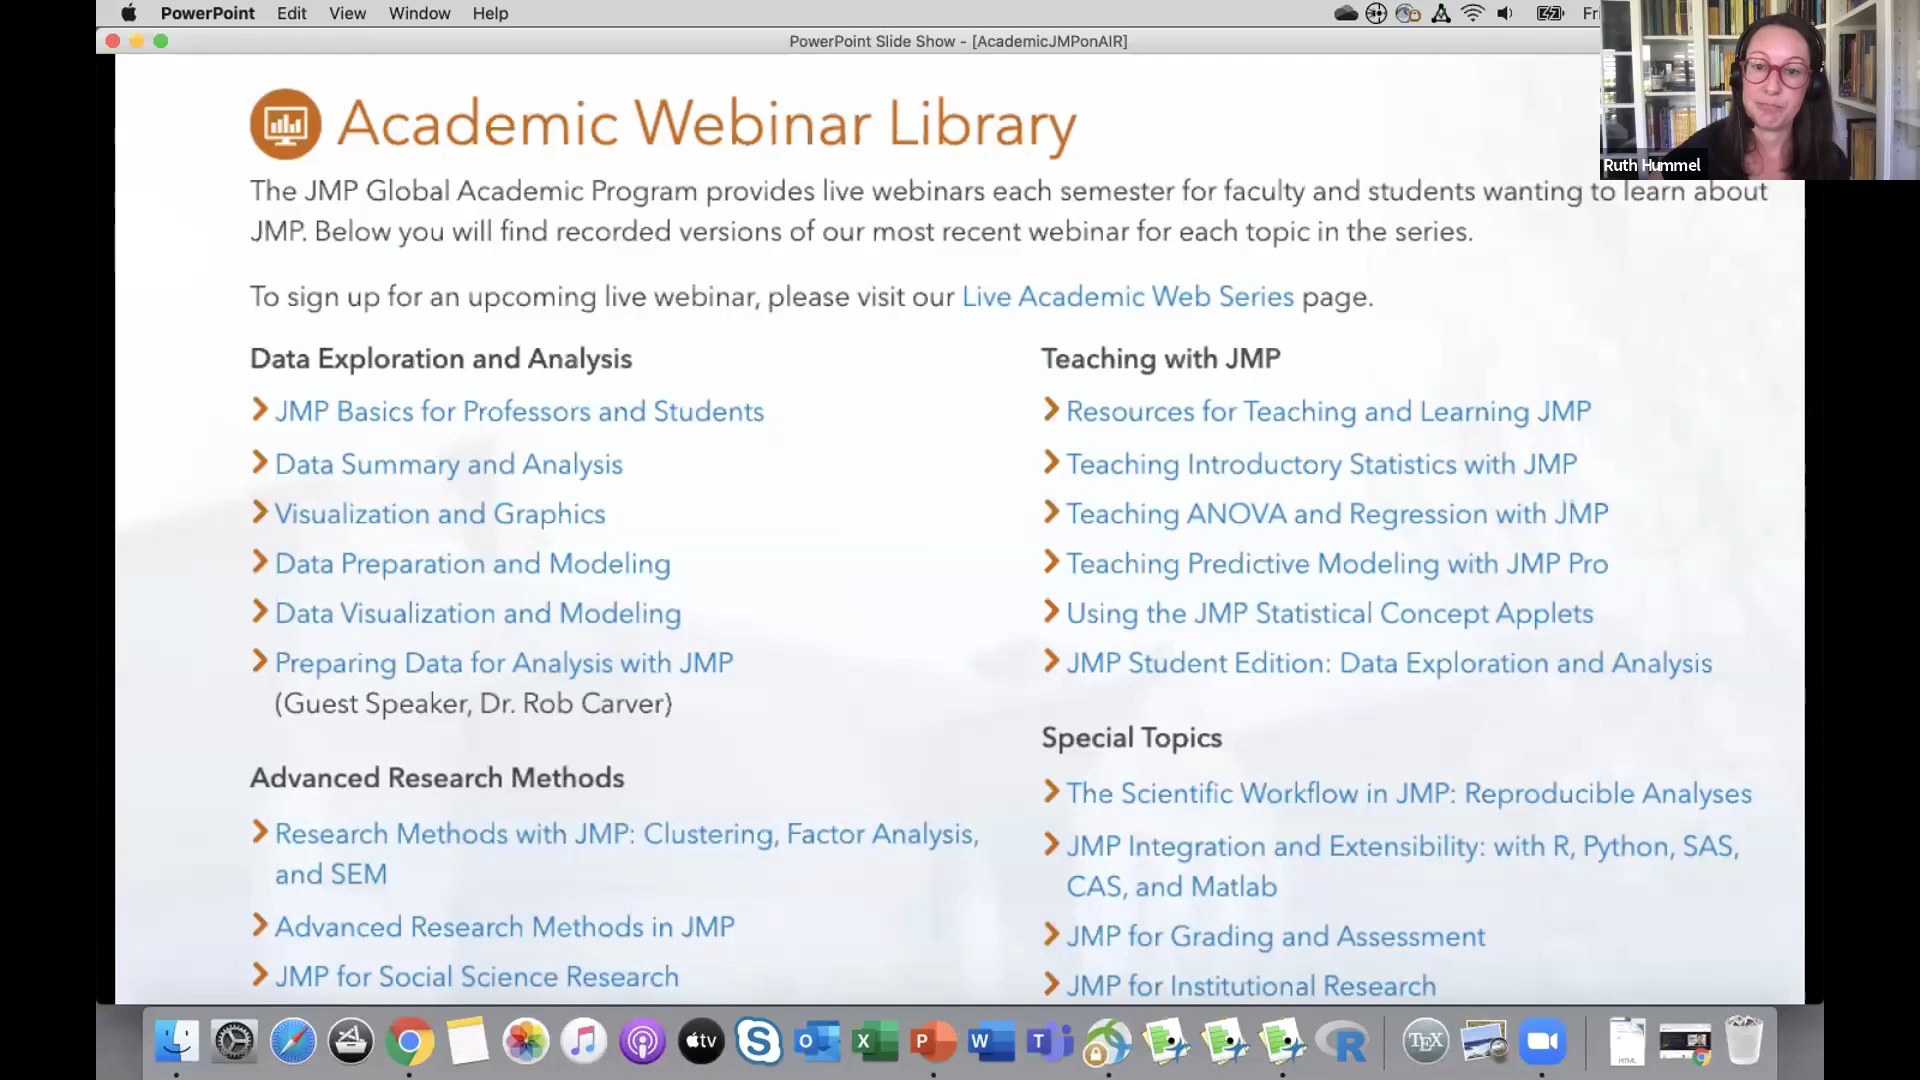 PowerPoint Edit View Window Help Fri
PowerPoint Slide Show - [AcademicJMPonAIR]
Ruth Hummel
Academic Webinar Library
The JMP Global Academic Program provides live webinars each semester for faculty and students wanting to learn about
JMP. Below you will find recorded versions of our most recent webinar for each topic in the series.
To sign up for an upcoming live webinar, please visit our Live Academic Web Series page.
Data Exploration and Analysis
JMP Basics for Professors and Students
Data Summary and Analysis
Visualization and Graphics
Data Preparation and Modeling
Data Visualization and Modeling
Preparing Data for Analysis with JMP
(Guest Speaker, Dr. Rob Carver)
Advanced Research Methods
Research Methods with JMP: Clustering, Factor Analysis,
and SEM
Advanced Research Methods in JMP
JMP for Social Science Research
Teaching with JMP
Resources for Teaching and Learning JMP
Teaching Introductory Statistics with JMP
Teaching ANOVA and Regression with JMP
Teaching Predictive Modeling with JMP Pro
Using the JMP Statistical Concept Applets
JMP Student Edition: Data Exploration and Analysis
Special Topics
The Scientific Workflow in JMP: Reproducible Analyses
JMP Integration and Extensibility: with R, Python, SAS,
CAS, and Matlab
JMP for Grading and Assessment
JMP for Institutional Research
tv S O X P W T R TEX HTML